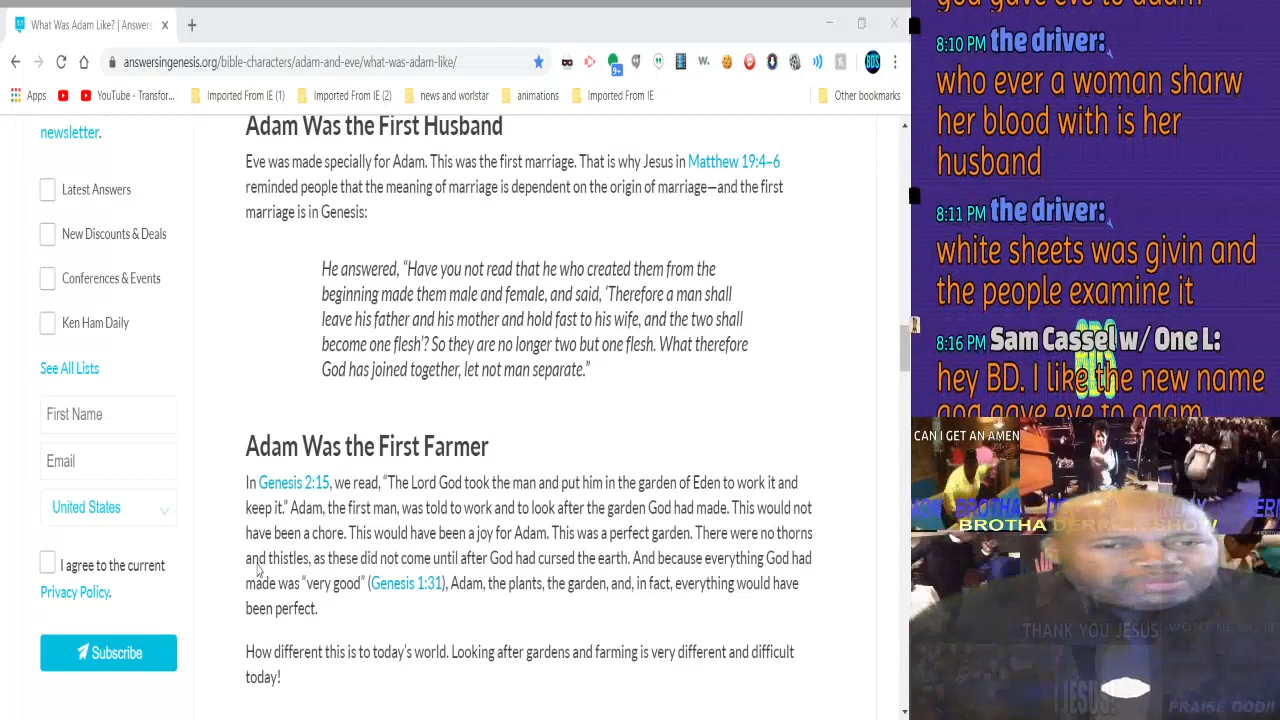 What Was Adam Like? | Answers
answersingenesis.org/bible-characters/adam-and-eve/what-was-adam-like/
9+
W.
BDS
Apps
YouTube - Transfor...
Imported From IE (1)
Imported From IE (2)
news and worlstar
animations
Imported From IE
Other bookmarks
newsletter.
Latest Answers
New Discounts & Deals
Conferences & Events
Ken Ham Daily
See All Lists
First Name
Email
United States
I agree to the current
Privacy Policy.
Subscribe
Adam Was the First Husband
Eve was made specially for Adam. This was the first marriage. That is why Jesus in Matthew 19:4–6
reminded people that the meaning of marriage is dependent on the origin of marriage—and the first
marriage is in Genesis:
He answered, “Have you not read that he who created them from the
beginning made them male and female, and said, ‘Therefore a man shall
leave his father and his mother and hold fast to his wife, and the two shall
become one flesh’? So they are no longer two but one flesh. What therefore
God has joined together, let not man separate.”
Adam Was the First Farmer
In Genesis 2:15, we read, “The Lord God took the man and put him in the garden of Eden to work it and
keep it.” Adam, the first man, was told to work and to look after the garden God had made. This would not
have been a chore. This would have been a joy for Adam. This was a perfect garden. There were no thorns
and thistles, as these did not come until after God had cursed the earth. And because everything God had
made was “very good” (Genesis 1:31), Adam, the plants, the garden, and, in fact, everything would have
been perfect.
How different this is to today’s world. Looking after gardens and farming is very different and difficult
today!
god gave eve to adam
8:10 PM the driver:
who ever a woman sharw
her blood with is her
husband
8:11 PM the driver:
white sheets was givin and
the people examine it
8:16 PM Sam Cassel w/ One L:
hey BD. I like the new name
god gave eve to adam
BDS
CAN I GET AN AMEN
BROTHA
BROTHA DERRICK SHOW
THANK YOU JESUS
JESUS
PRAISE GOD!!